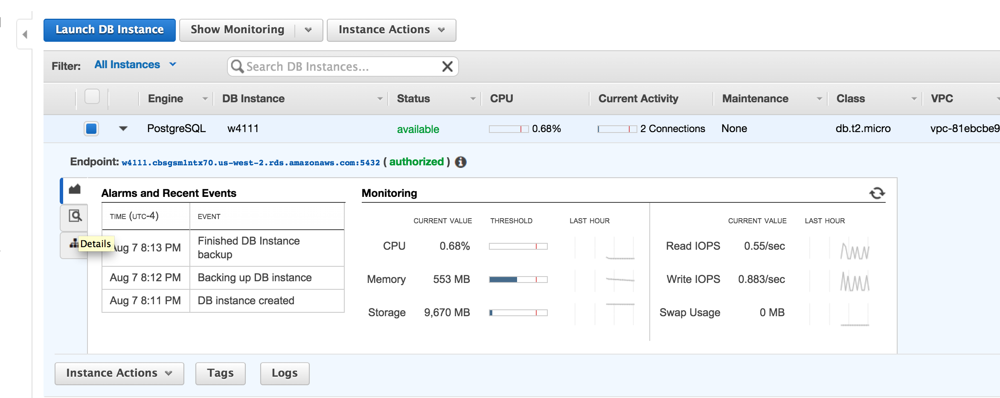 Launch DB Instance Show Monitoring Instance Actions
Filter: All Instances Search DB Instances...
Engine DB Instance Status CPU Current Activity Maintenance Class VPC
PostgreSQL w4111 available 0.68% 2 Connections None db.t2.micro vpc-81ebcbe9
Endpoint: w4111.cbsgsm1ntx70.us-west-2.rds.amazonaws.com:5432 ( authorized )
Alarms and Recent Events
TIME (UTC-4) EVENT
Aug 7 8:13 PM Finished DB Instance
backup
Aug 7 8:12 PM Backing up DB instance
Aug 7 8:11 PM DB instance created
Details
Monitoring
CURRENT VALUE THRESHOLD LAST HOUR
CPU 0.68%
Memory 553 MB
Storage 9,670 MB
CURRENT VALUE LAST HOUR
Read IOPS 0.55/sec
Write IOPS 0.883/sec
Swap Usage 0 MB
Instance Actions Tags Logs